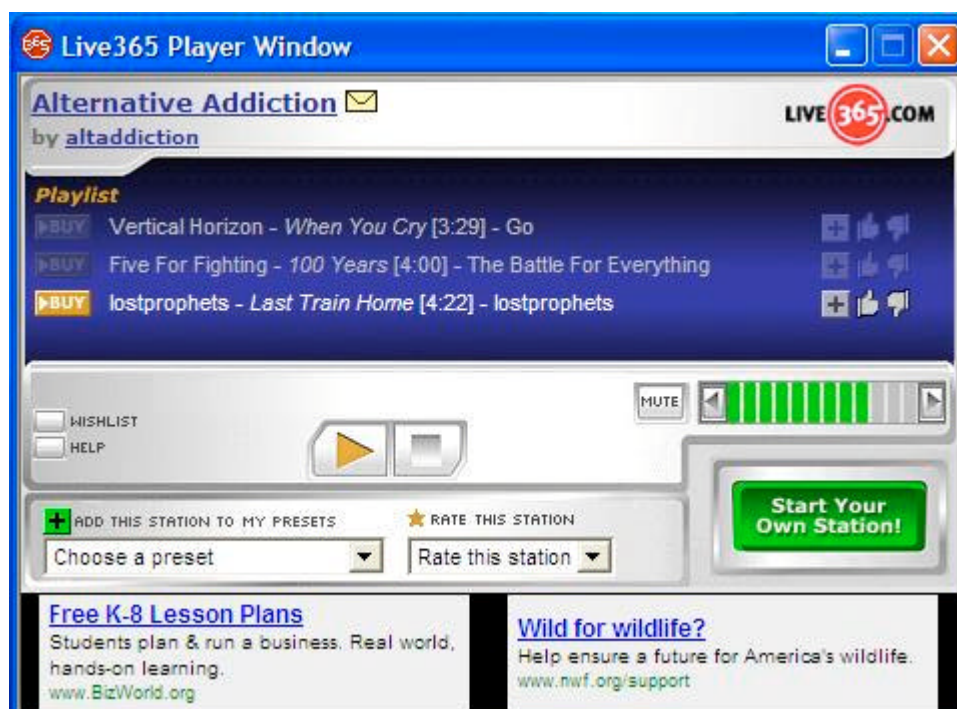 365 Live365 Player Window
Alternative Addiction
by altaddiction
LIVE 365 .COM
Playlist
BUY Vertical Horizon - When You Cry [3:29] - Go
BUY Five For Fighting - 100 Years [4:00] - The Battle For Everything
BUY lostprophets - Last Train Home [4:22] - lostprophets
MUTE
WISHLIST
HELP
ADD THIS STATION TO MY PRESETS
RATE THIS STATION
Choose a preset
Rate this station
Start Your
Own Station!
Free K-8 Lesson Plans
Students plan & run a business. Real world,
hands-on learning.
www.BizWorld.org
Wild for wildlife?
Help ensure a future for America's wildlife.
www.nwf.org/support